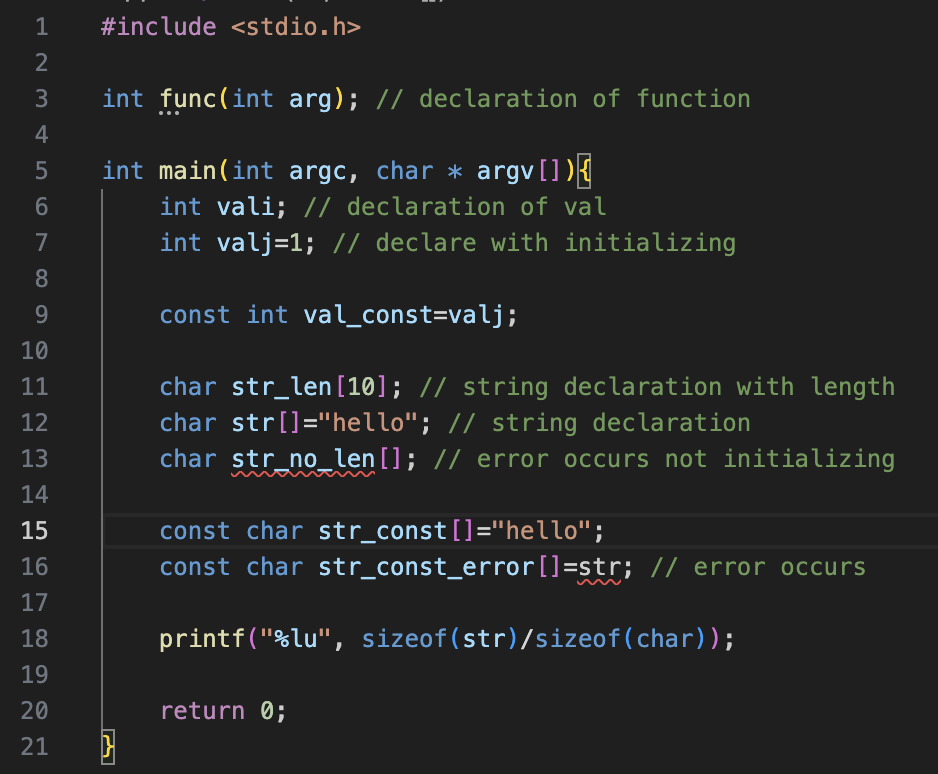 1 #include <stdio.h>
2
3 int func(int arg); // declaration of function
4
5 int main(int argc, char * argv[]){
6     int vali; // declaration of val
7     int valj=1; // declare with initializing
8
9     const int val_const=valj;
10
11     char str_len[10]; // string declaration with length
12     char str[]="hello"; // string declaration
13     char str_no_len[]; // error occurs not initializing
14
15     const char str_const[]="hello";
16     const char str_const_error[]=str; // error occurs
17
18     printf("%lu", sizeof(str)/sizeof(char));
19
20     return 0;
21 }